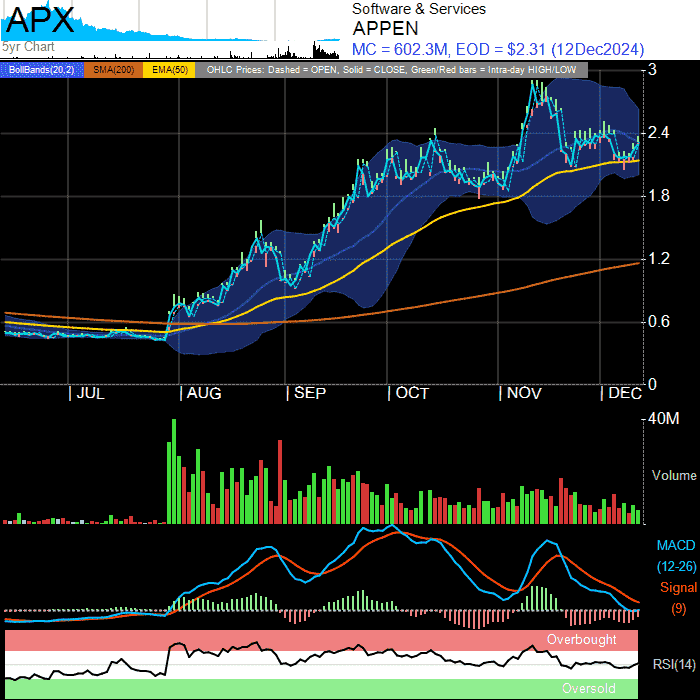 APX
5yr Chart
Software & Services
APPEN
MC = 602.3M, EOD = $2.31 (12Dec2024)
BollBands(20,2) SMA(200) EMA(50) OHLC Prices: Dashed = OPEN, Solid = CLOSE, Green/Red bars = Intra-day HIGH/LOW
3
2.4
1.8
1.2
0.6
0
| JUL | AUG | SEP | OCT | NOV | DEC
40M
Volume
MACD
(12-26)
Signal
(9)
Overbought
RSI(14)
Oversold